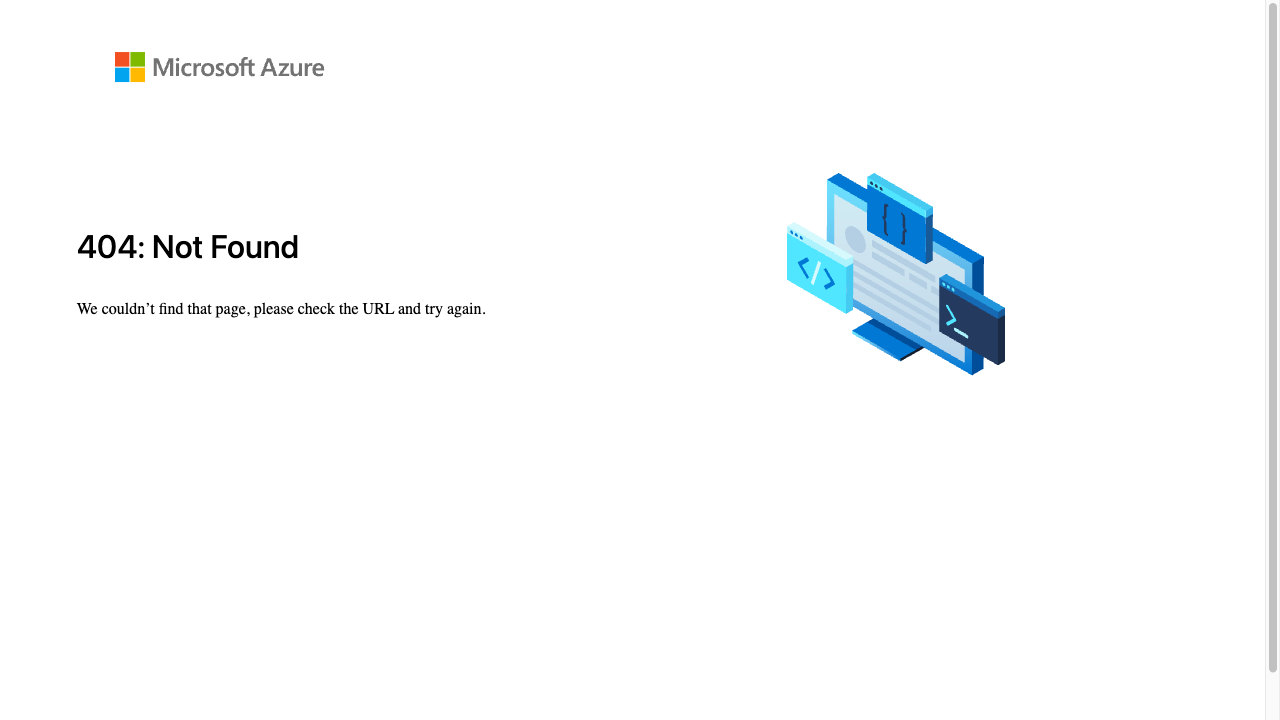 Microsoft Azure
404: Not Found
We couldn’t find that page, please check the URL and try again.
{ }
</>
>_